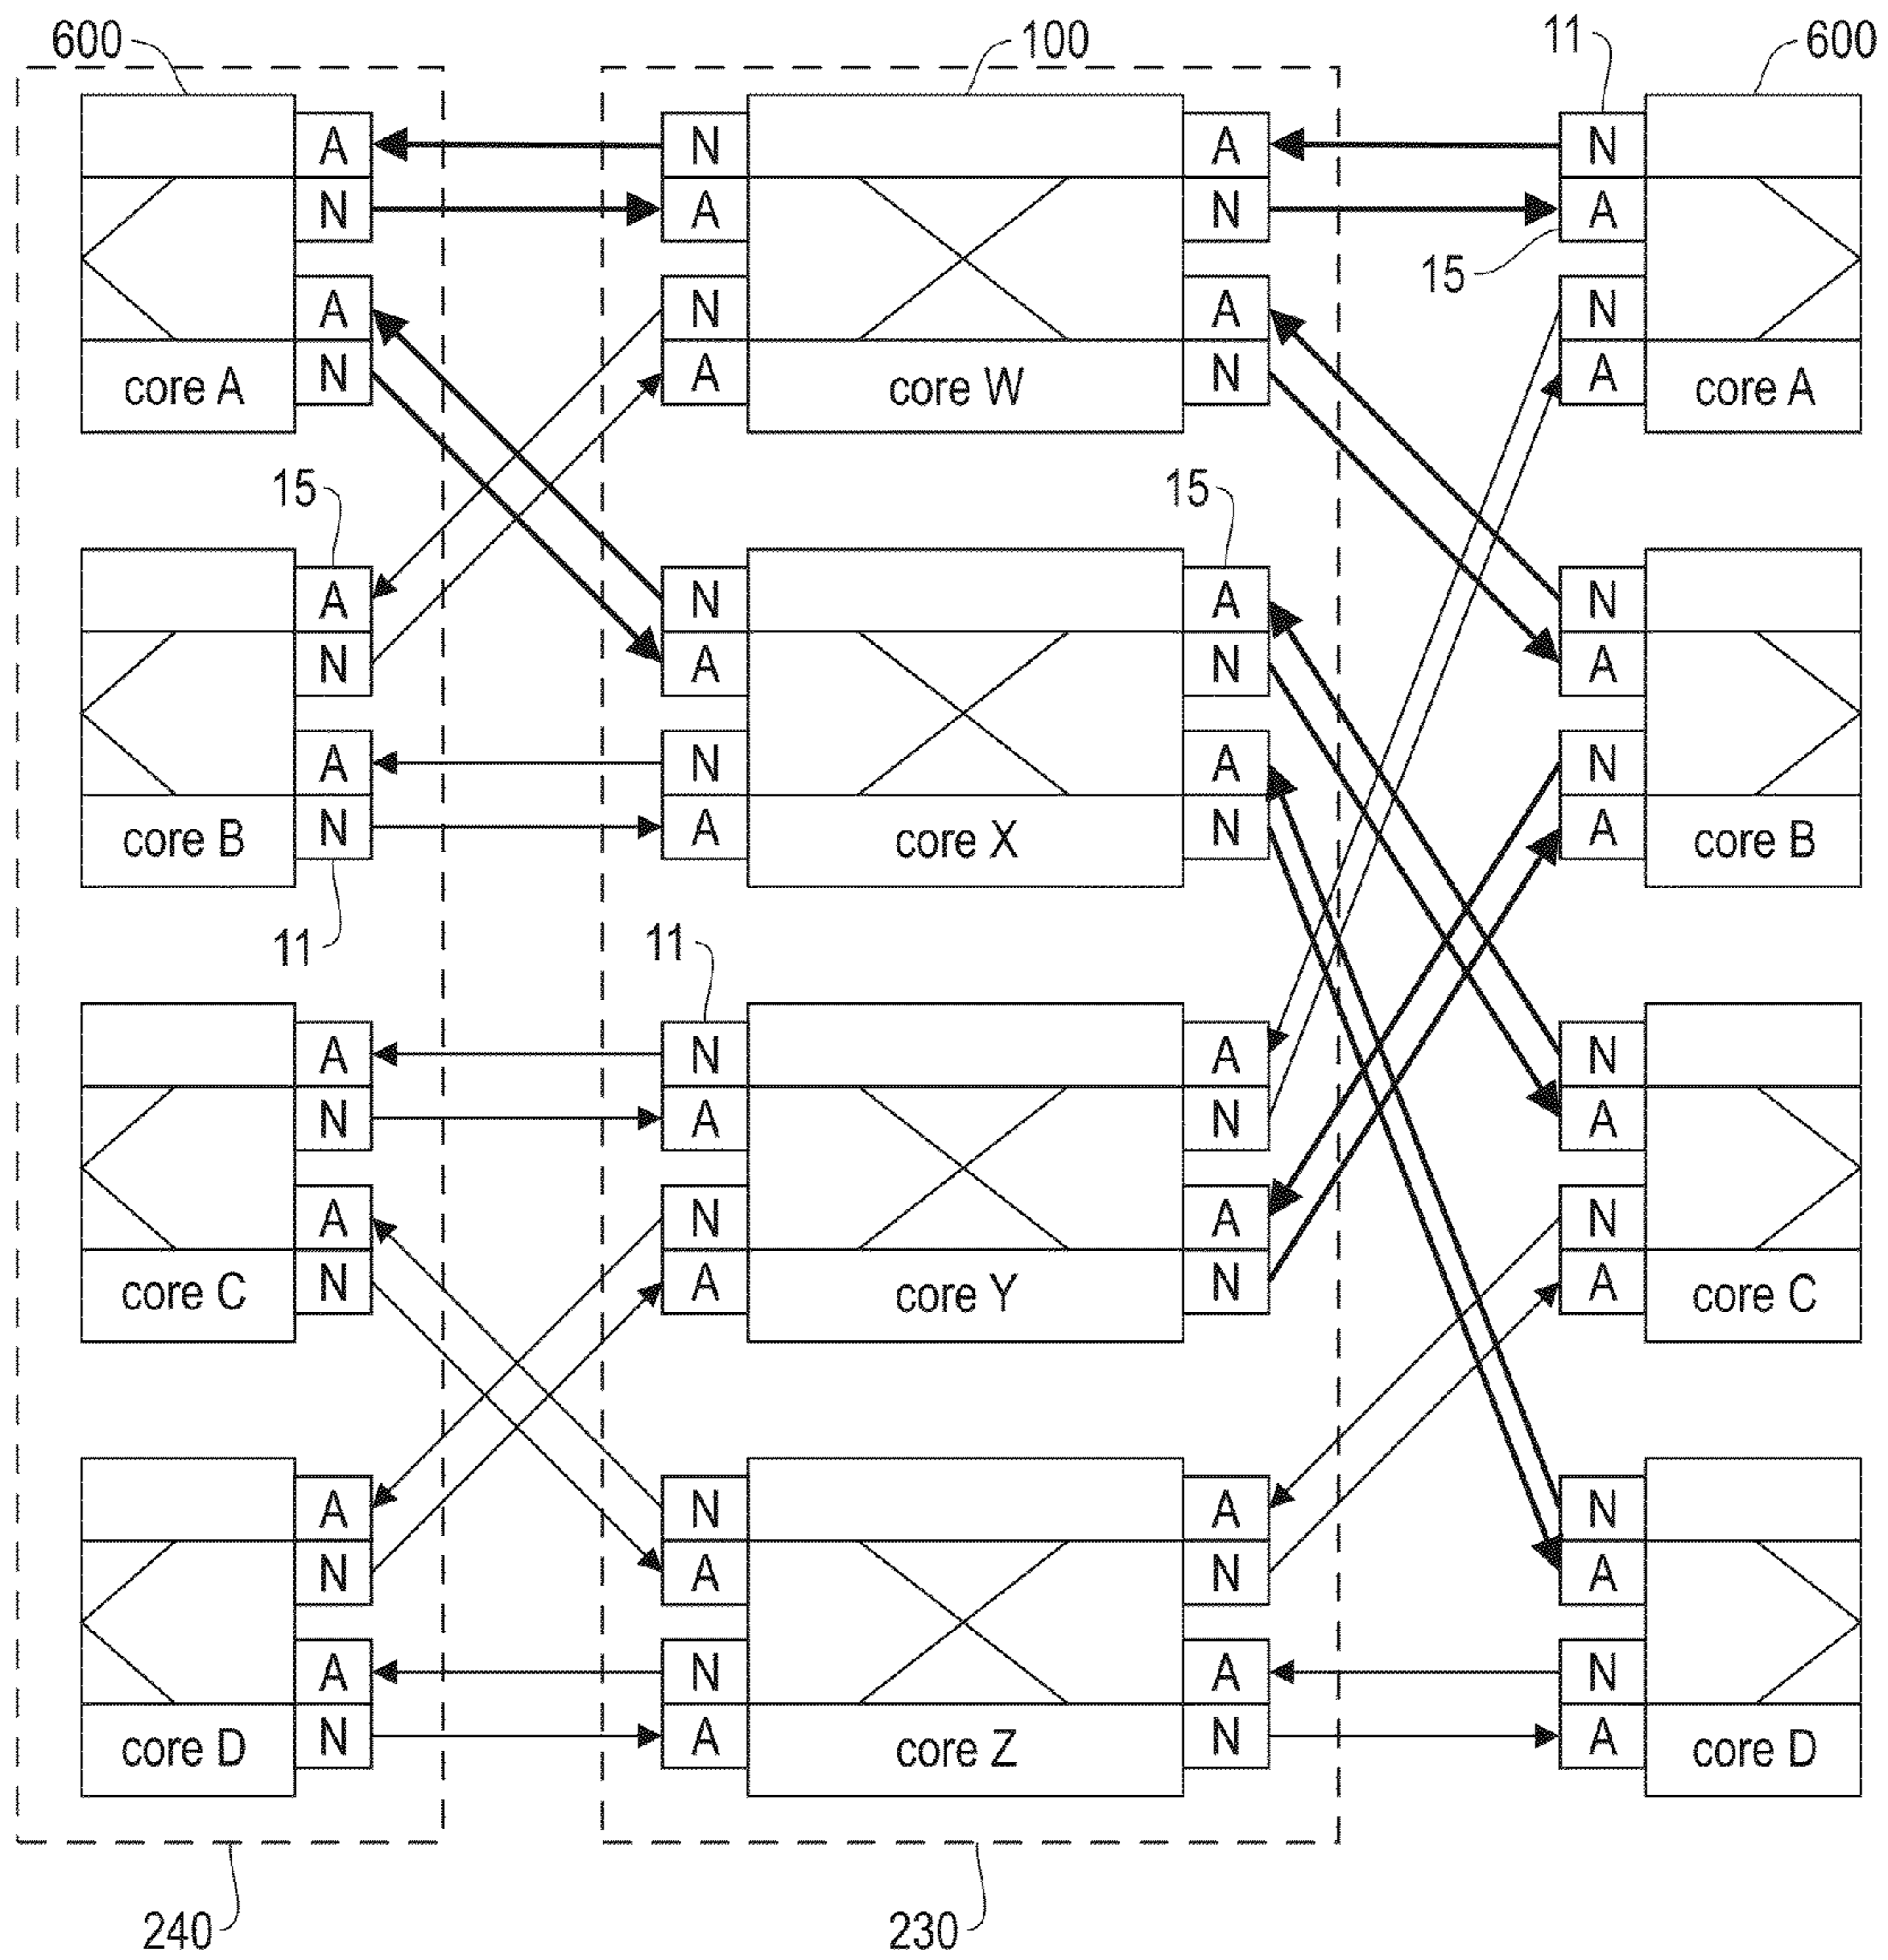 600 100 11 600
A N A N
N A N A
15
A N A N
N A N A
core A core W core A
15 15
A N A N
N A N A
A N A N
N A N A
core B core X core B
11 11
A N A N
N A N A
A N A N
N A N A
core C core Y core C
A N A N
N A N A
A N A N
N A N A
core D core Z core D
240 230